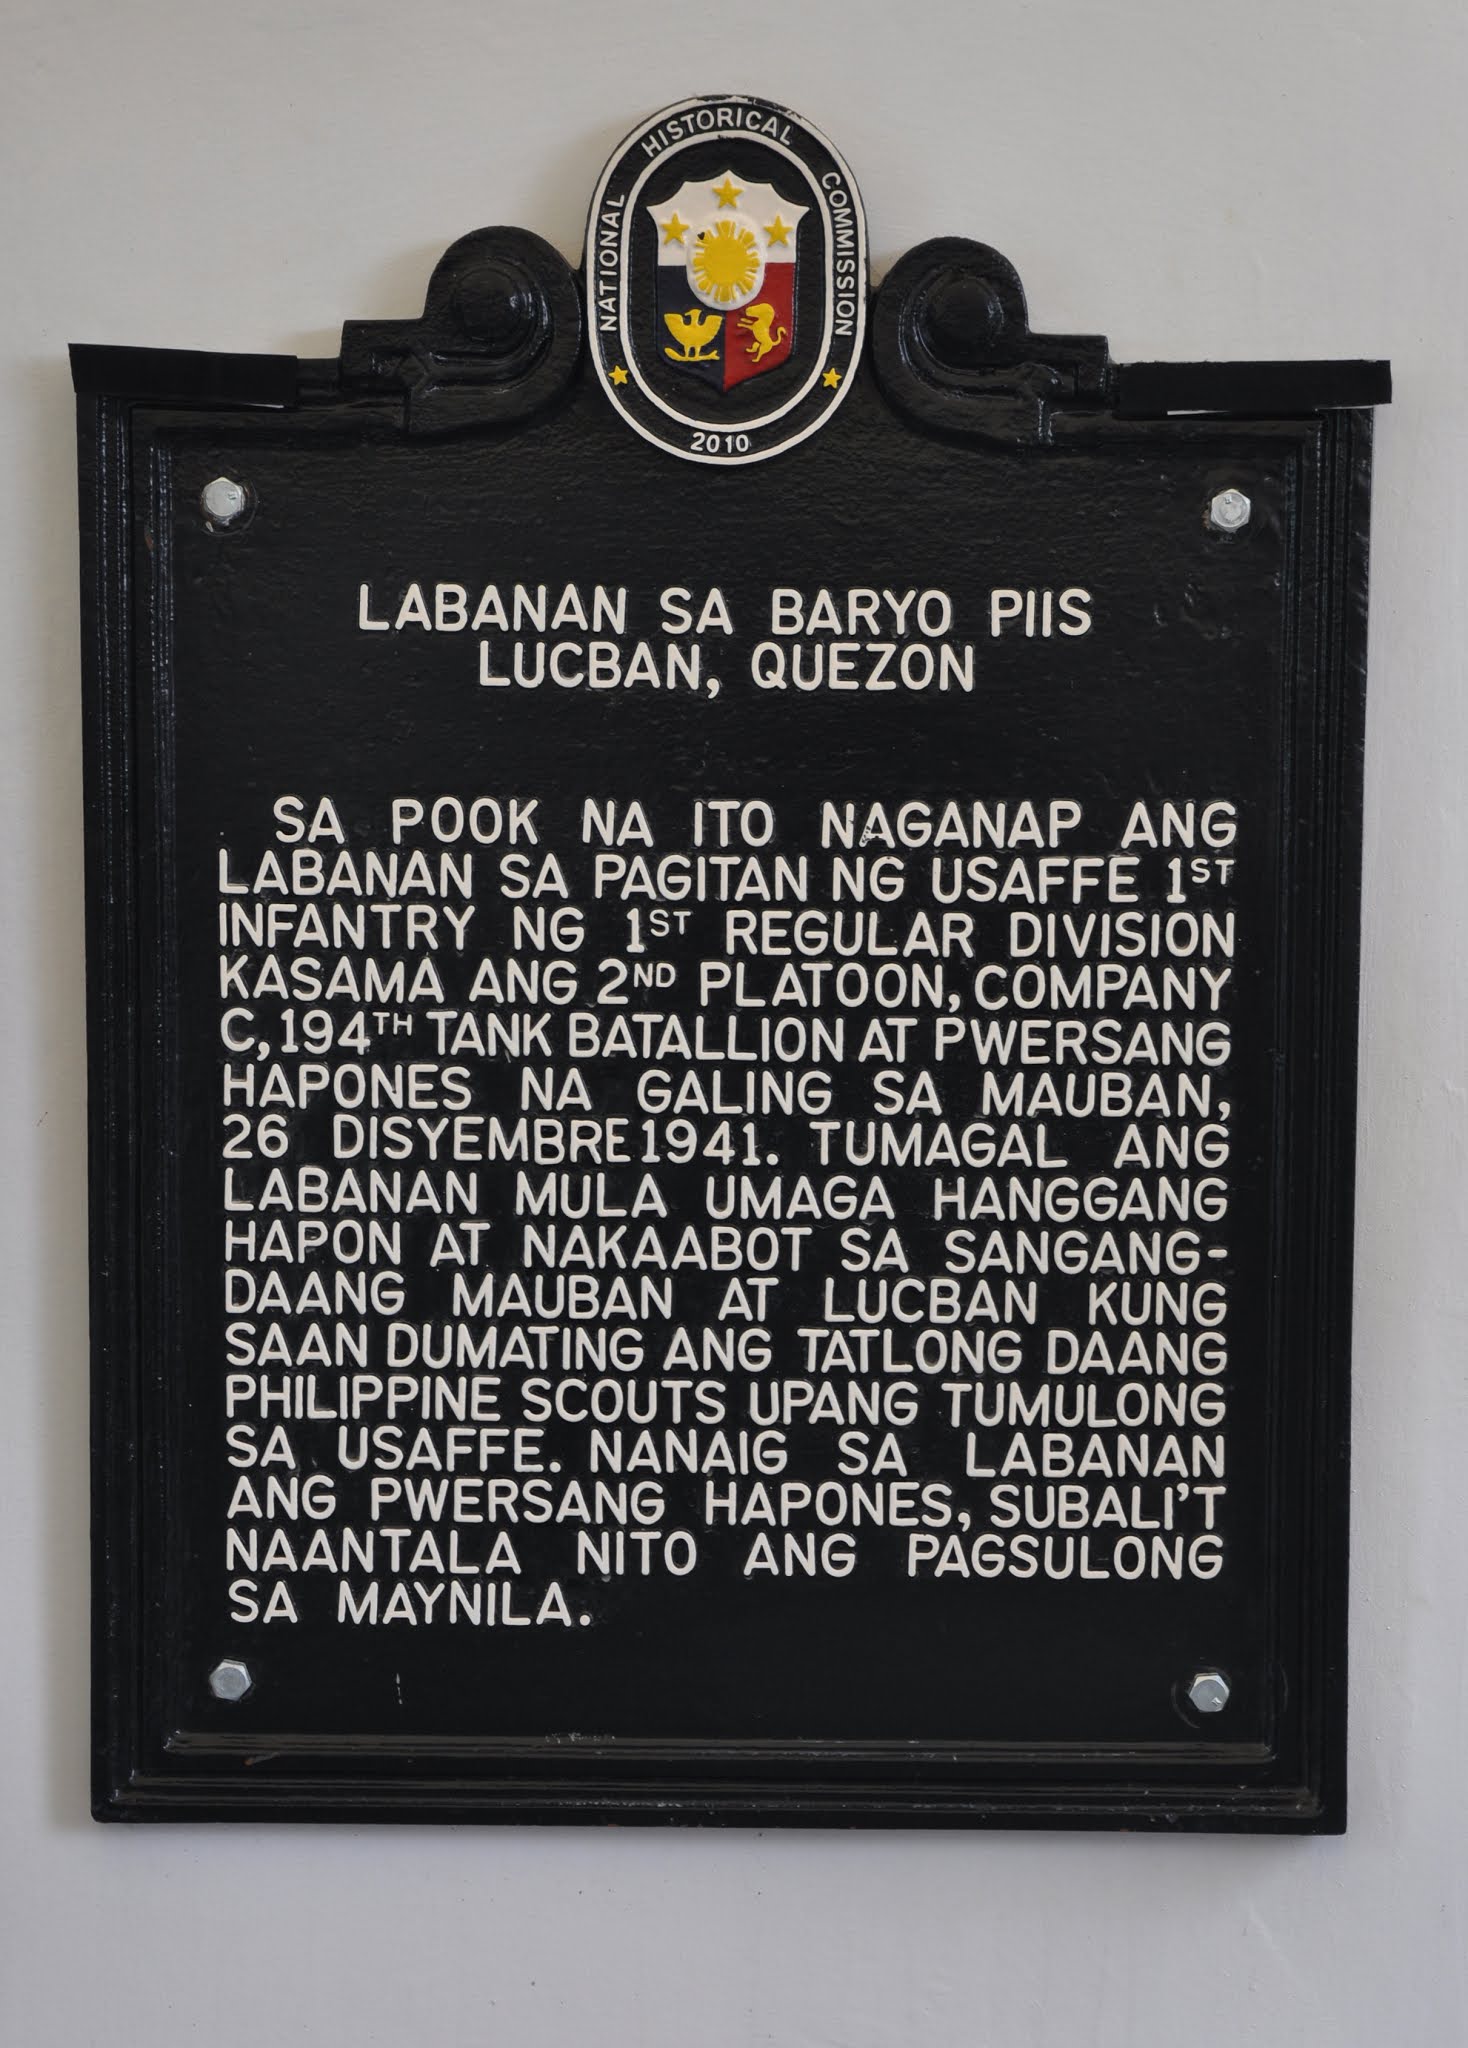 NATIONAL HISTORICAL COMMISSION
2010
LABANAN SA BARYO PIIS
LUCBAN, QUEZON
SA POOK NA ITO NAGANAP ANG
LABANAN SA PAGITAN NG USAFFE 1ST
INFANTRY NG 1ST REGULAR DIVISION
KASAMA ANG 2ND PLATOON, COMPANY
C, 194TH TANK BATALLION AT PWERSANG
HAPONES NA GALING SA MAUBAN,
26 DISYEMBRE 1941. TUMAGAL ANG
LABANAN MULA UMAGA HANGGANG
HAPON AT NAKAABOT SA SANGANG-
DAANG MAUBAN AT LUCBAN KUNG
SAAN DUMATING ANG TATLONG DAANG
PHILIPPINE SCOUTS UPANG TUMULONG
SA USAFFE. NANAIG SA LABANAN
ANG PWERSANG HAPONES, SUBALI'T
NAANTALA NITO ANG PAGSULONG
SA MAYNILA.